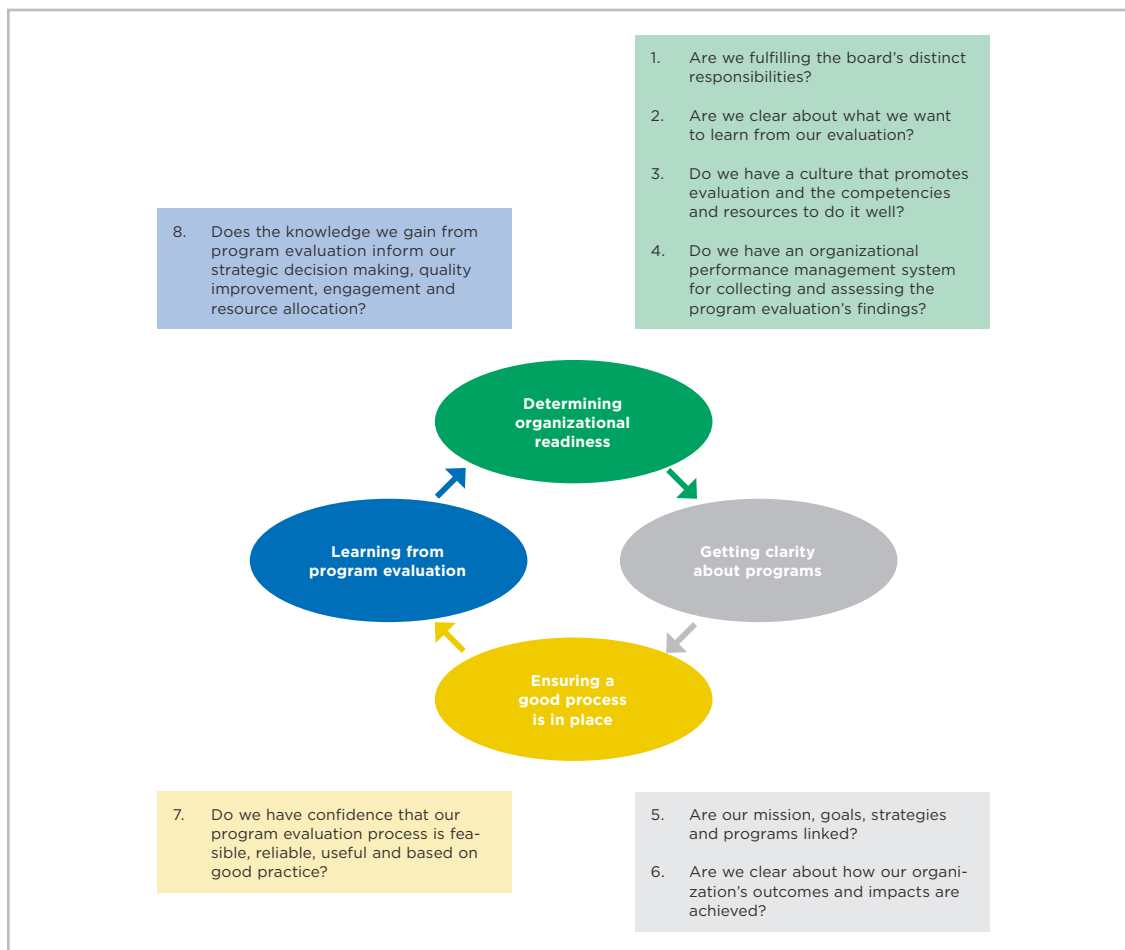 1. Are we fulfilling the board’s distinct
responsibilities?
2. Are we clear about what we want
to learn from our evaluation?
3. Do we have a culture that promotes
evaluation and the competencies
and resources to do it well?
4. Do we have an organizational
performance management system
for collecting and assessing the
program evaluation’s findings?
8. Does the knowledge we gain from
program evaluation inform our
strategic decision making, quality
improvement, engagement and
resource allocation?
Determining
organizational
readiness
Learning from
program evaluation
Getting clarity
about programs
Ensuring a
good process
is in place
7. Do we have confidence that our
program evaluation process is fea-
sible, reliable, useful and based on
good practice?
5. Are our mission, goals, strategies
and programs linked?
6. Are we clear about how our organi-
zation’s outcomes and impacts are
achieved?